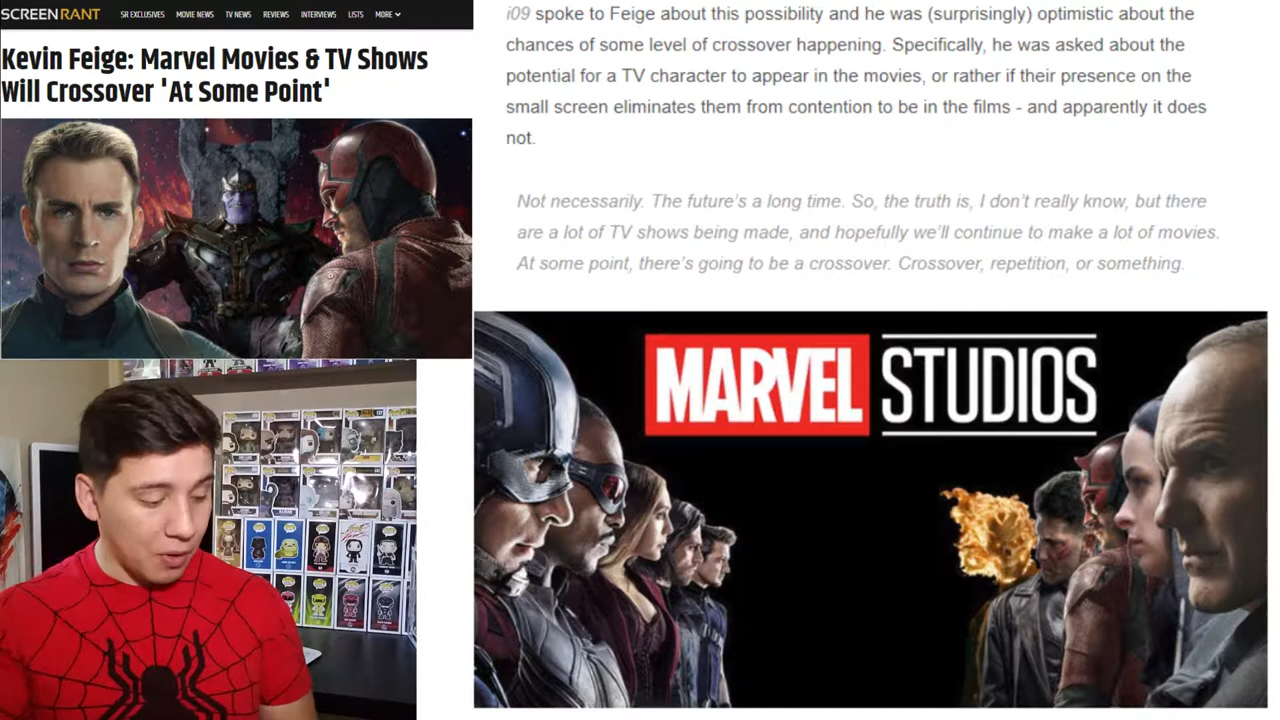 SCREENRANT
SR EXCLUSIVES MOVIE NEWS TV NEWS REVIEWS INTERVIEWS LISTS MORE
Kevin Feige: Marvel Movies & TV Shows
Will Crossover 'At Some Point'
i09 spoke to Feige about this possibility and he was (surprisingly) optimistic about the
chances of some level of crossover happening. Specifically, he was asked about the
potential for a TV character to appear in the movies, or rather if their presence on the
small screen eliminates them from contention to be in the films - and apparently it does
not.
Not necessarily. The future's a long time. So, the truth is, I don't really know, but there
are a lot of TV shows being made, and hopefully we'll continue to make a lot of movies.
At some point, there's going to be a crossover. Crossover, repetition, or something.
MARVEL STUDIOS